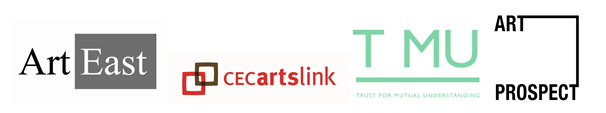 Art East
CECartslink
T MU
TRUST FOR MUTUAL UNDERSTANDING
ART
PROSPECT